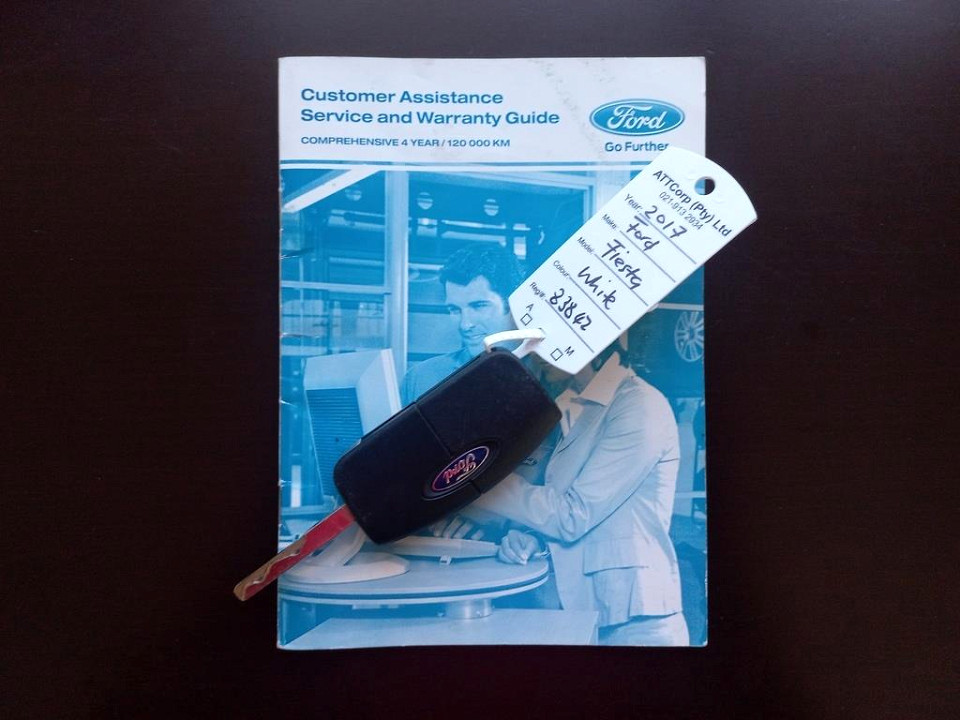 Customer Assistance
Service and Warranty Guide
COMPREHENSIVE 4 YEAR / 120 000 KM
Ford
Go Further
ATTCorp (Pty) Ltd
021-913 2934
Year: 2017
Make: Ford
Model: Fiesta
Colour: White
Reg#: 83842
A
M
Ford